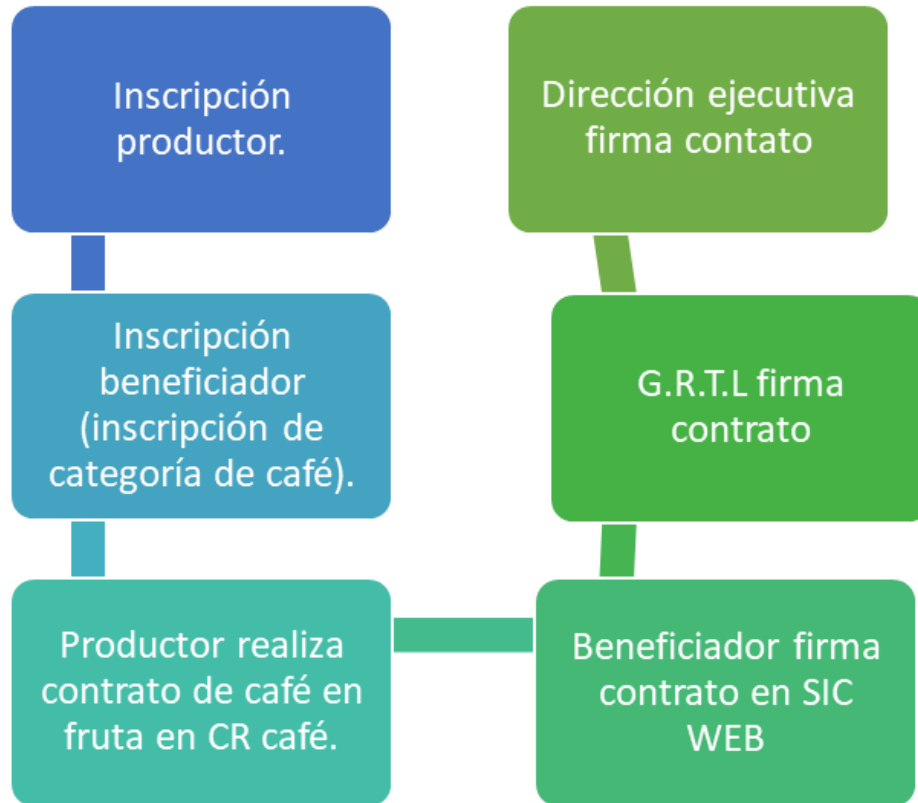 Inscripción
productor.
Inscripción
beneficiador
(inscripción de
categoría de café).
Productor realiza
contrato de café en
fruta en CR café.
Beneficiador firma
contrato en SIC
WEB
G.R.T.L firma
contrato
Dirección ejecutiva
firma contato